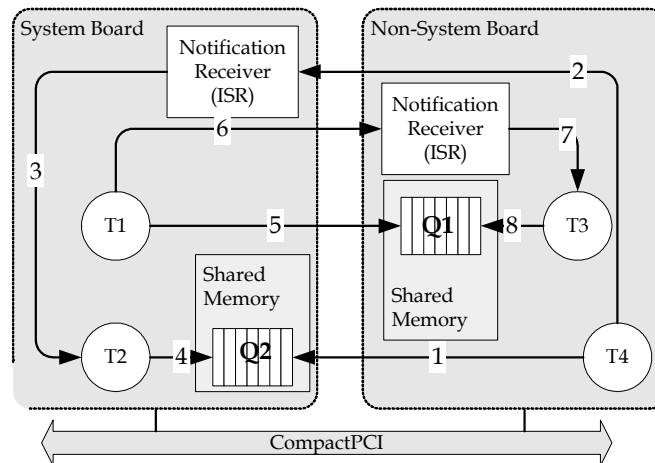 System Board
Non-System Board
Notification
Receiver
(ISR)
2
Notification
Receiver
(ISR)
6
7
3
T1
5
Q1
8
T3
Shared
Memory
Shared
Memory
T2
4
Q2
1
T4
CompactPCI